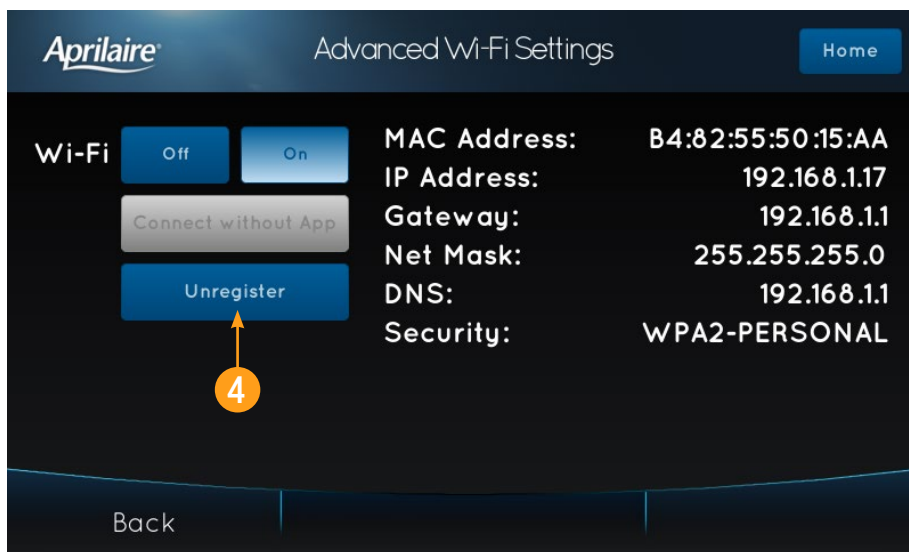 Aprilaire
Advanced Wi-Fi Settings
Home
Wi-Fi
Off
On
Connect without App
Unregister
4
MAC Address: B4:82:55:50:15:AA
IP Address: 192.168.1.17
Gateway: 192.168.1.1
Net Mask: 255.255.255.0
DNS: 192.168.1.1
Security: WPA2-PERSONAL
Back